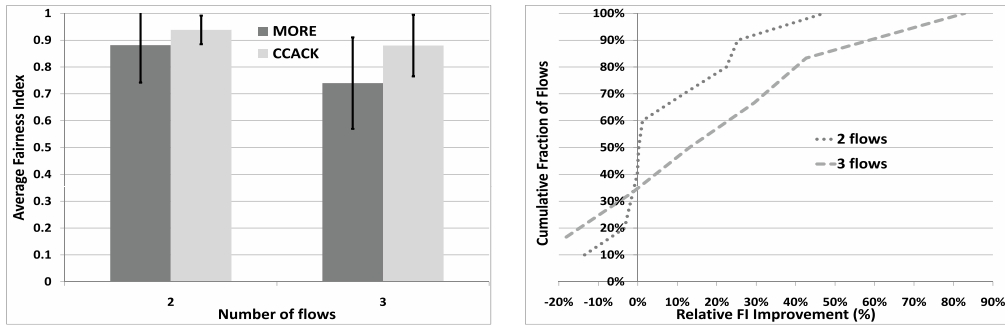 1
0.9
0.8
0.7
0.6
0.5
0.4
0.3
0.2
0.1
0
Average Fairness Index
MORE
CCACK
2 3
Number of flows
100%
90%
80%
70%
60%
50%
40%
30%
20%
10%
0%
Cumulative Fraction of Flows
2 flows
3 flows
-20% -10% 0% 10% 20% 30% 40% 50% 60% 70% 80% 90%
Relative FI Improvement (%)